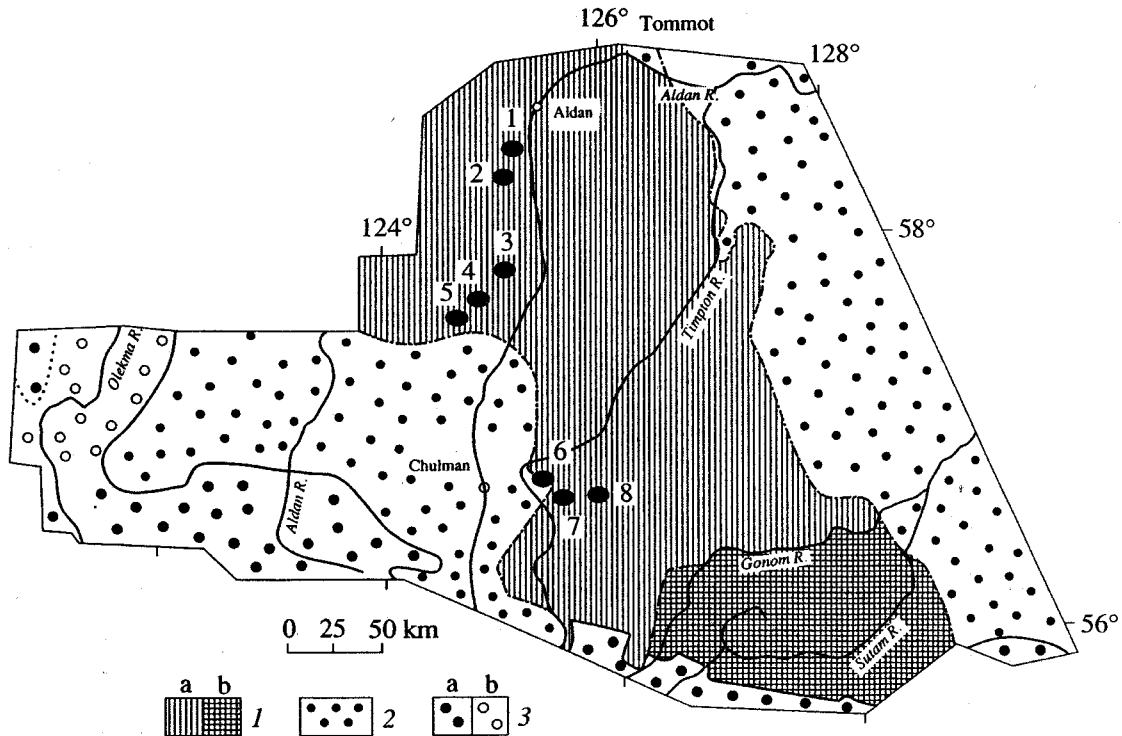 126° Tommot
128°
Aldan R.
Aldan
1
2
124°
3
58°
4
5
Timpton R.
Olekma R.
6
Chulman
8
Aldan R.
7
Gonom R.
56°
Sutam R.
0 25 50 km
a b
a b
1 2 3